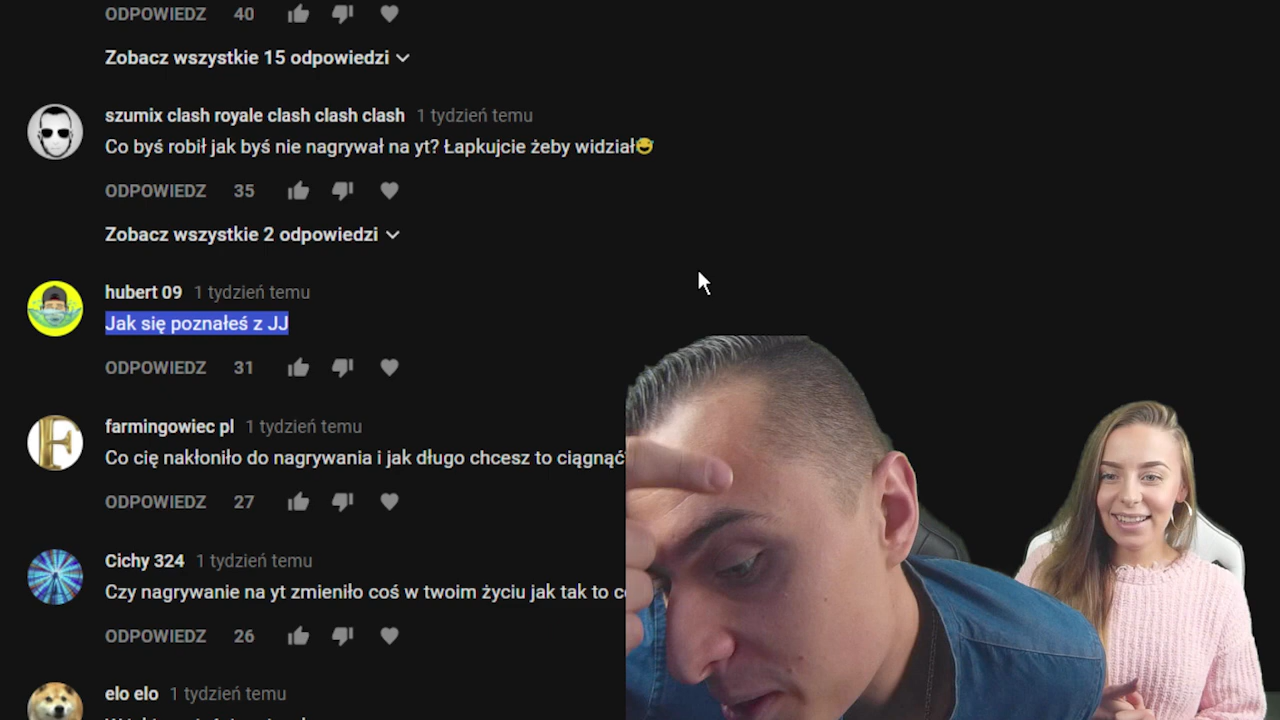 ODPOWIEDZ 40
Zobacz wszystkie 15 odpowiedzi
szumix clash royale clash clash clash 1 tydzień temu
Co byś robił jak byś nie nagrywał na yt? Łapkujcie żeby widział😅
ODPOWIEDZ 35
Zobacz wszystkie 2 odpowiedzi
hubert 09 1 tydzień temu
Jak się poznałeś z JJ
ODPOWIEDZ 31
farmingowiec pl 1 tydzień temu
Co cię nakłoniło do nagrywania i jak długo chcesz to ciągnąć
ODPOWIEDZ 27
Cichy 324 1 tydzień temu
Czy nagrywanie na yt zmieniło coś w twoim życiu jak tak to
ODPOWIEDZ 26
elo elo 1 tydzień temu